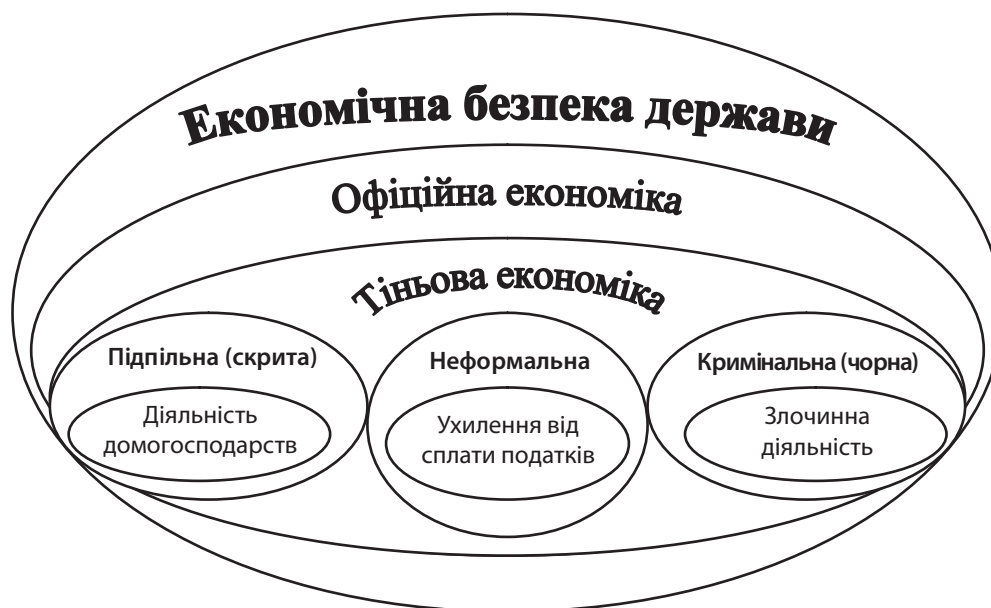 Економічна безпека держави
Офіційна економіка
Тіньова економіка
Підпільна (скрита)
Діяльність
домогосподарств
Неформальна
Ухилення від
сплати податків
Кримінальна (чорна)
Злочинна
діяльність